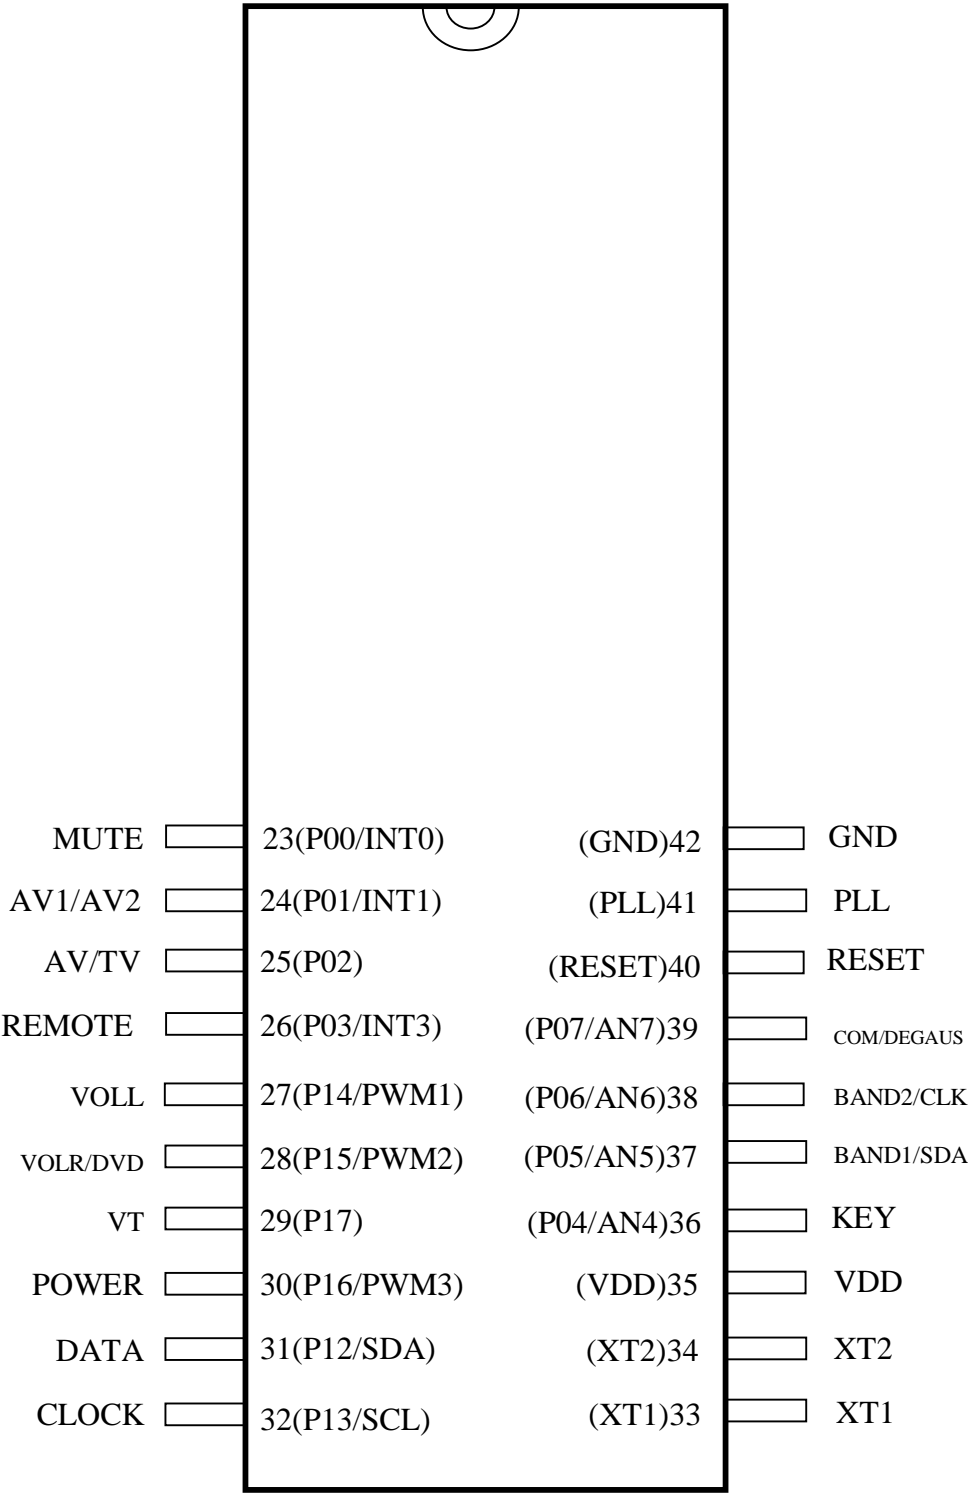 MUTE 23(P00/INT0) (GND)42 GND
AV1/AV2 24(P01/INT1) (PLL)41 PLL
AV/TV 25(P02) (RESET)40 RESET
REMOTE 26(P03/INT3) (P07/AN7)39 COM/DEGAUS
VOLL 27(P14/PWM1) (P06/AN6)38 BAND2/CLK
VOLR/DVD 28(P15/PWM2) (P05/AN5)37 BAND1/SDA
VT 29(P17) (P04/AN4)36 KEY
POWER 30(P16/PWM3) (VDD)35 VDD
DATA 31(P12/SDA) (XT2)34 XT2
CLOCK 32(P13/SCL) (XT1)33 XT1